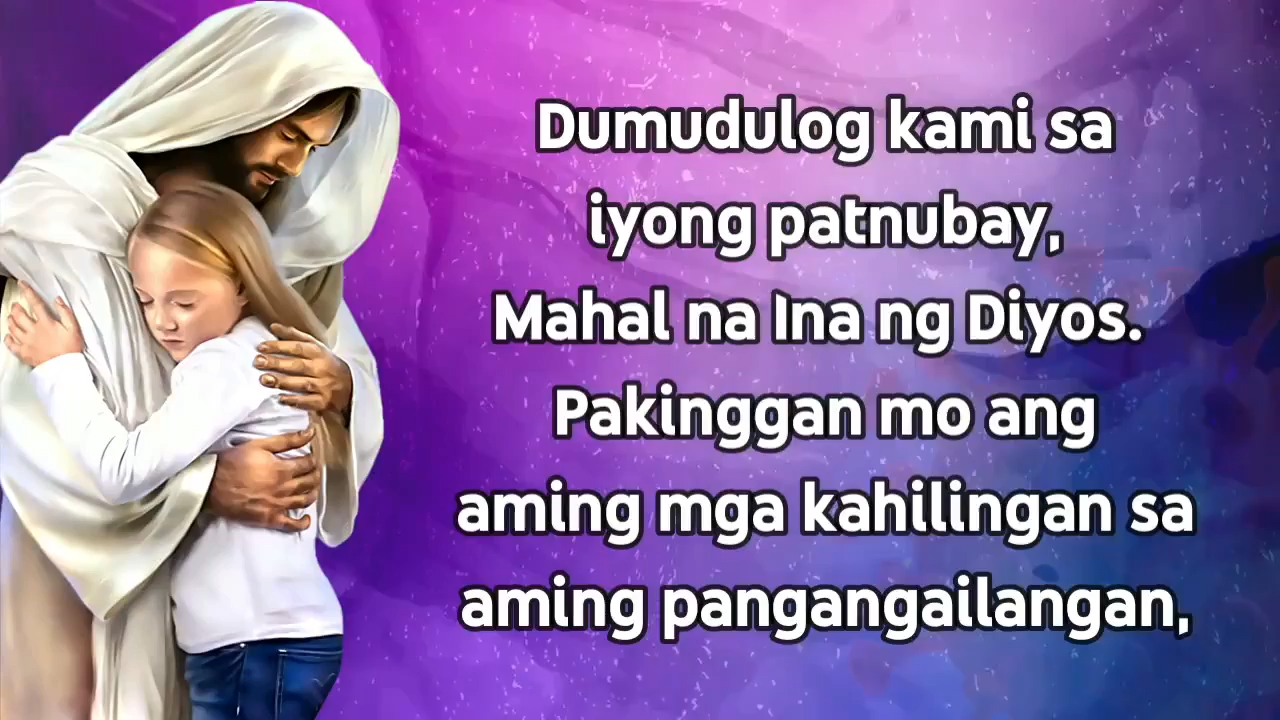 Dumudulog kami sa
iyong patnubay,
Mahal na Ina ng Diyos.
Pakinggan mo ang
aming mga kahilingan sa
aming pangangailangan,